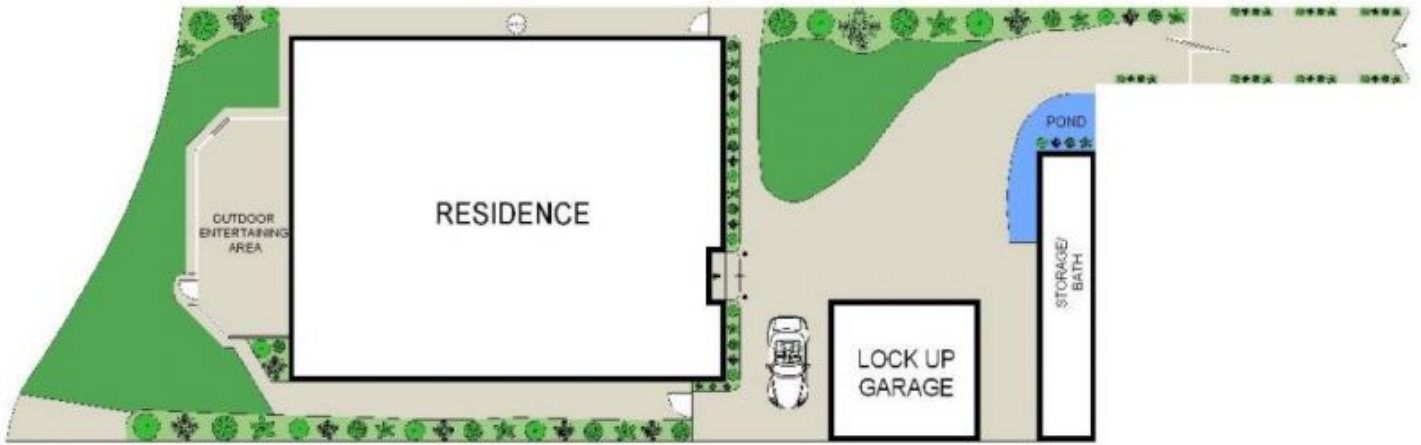 POND
RESIDENCE
OUTDOOR
ENTERTAINING
AREA
STORAGE/
BATH
LOCK UP
GARAGE